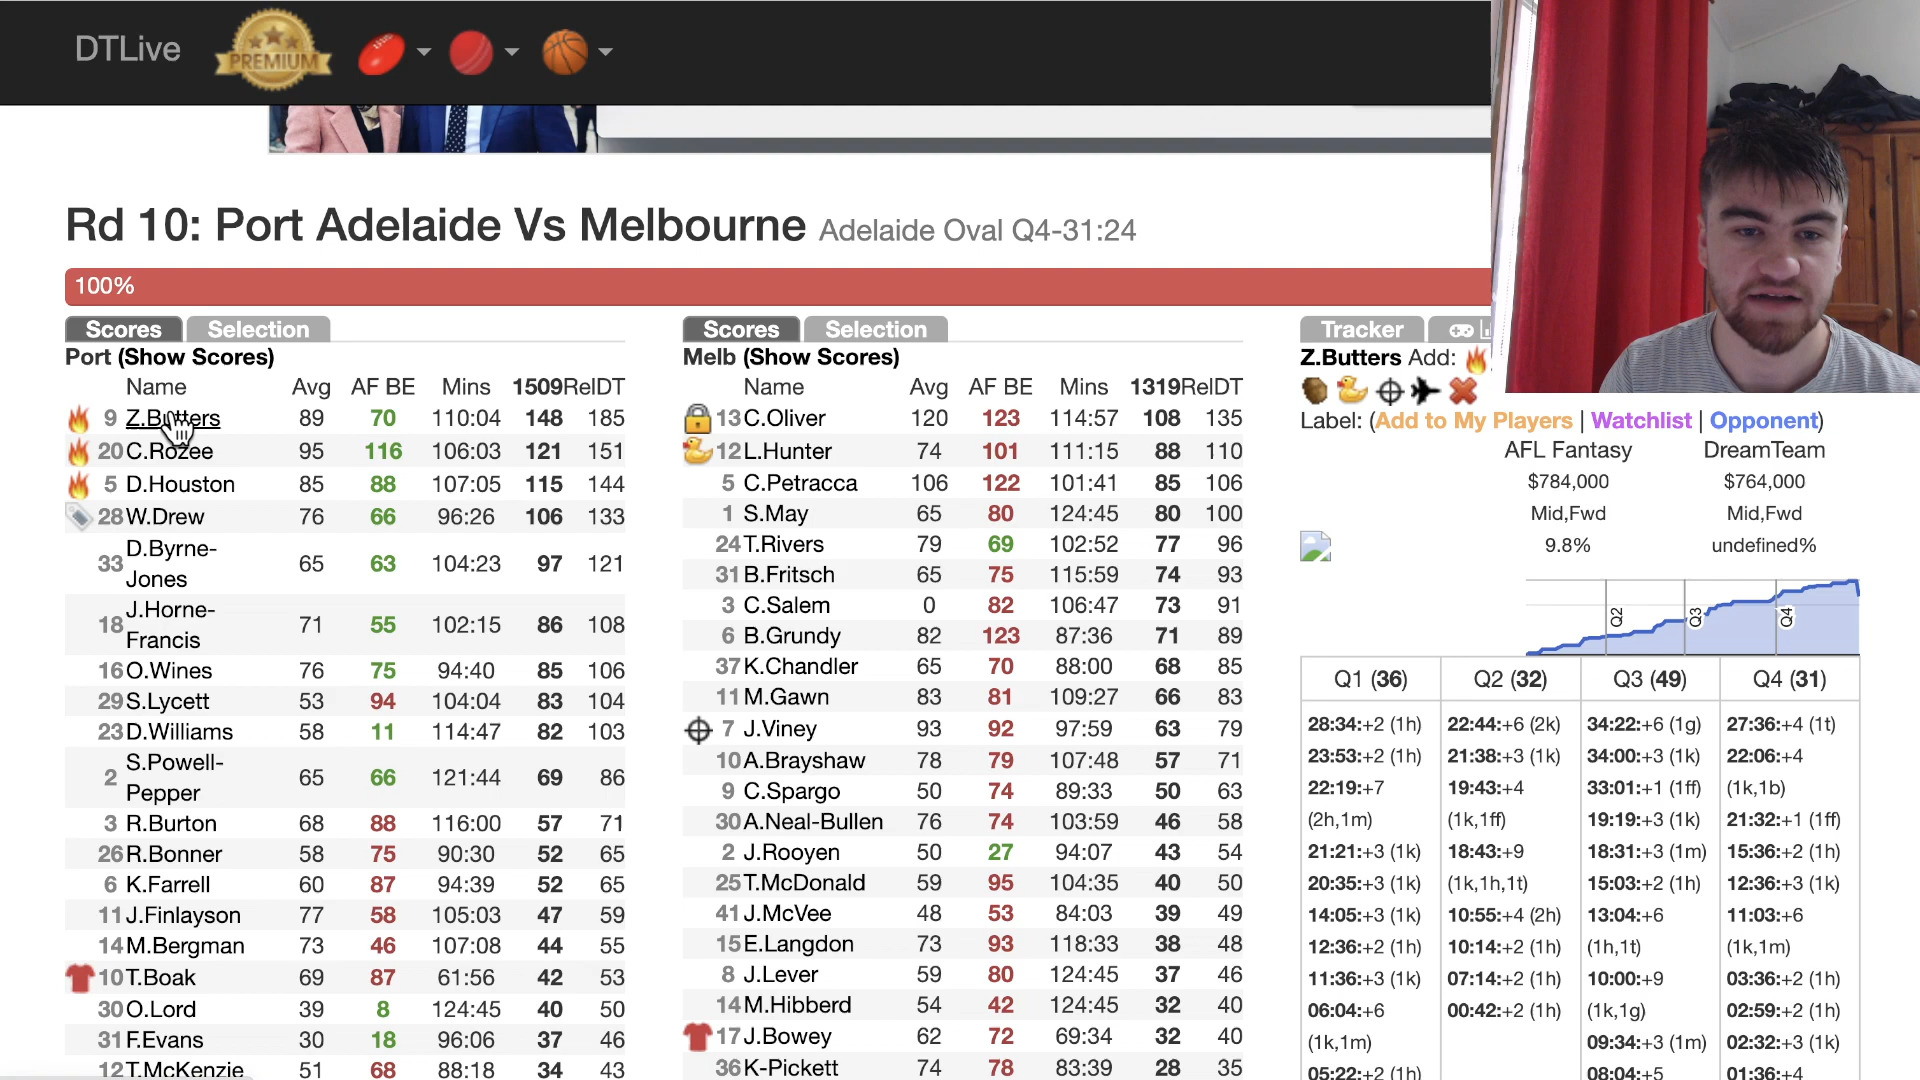 DTLive
PREMIUM
Rd 10: Port Adelaide Vs Melbourne Adelaide Oval Q4-31:24
100%
Scores Selection
Port (Show Scores)
Name Avg AF BE Mins 1509 RelDT
9 Z.Butters 89 70 110:04 148 185
20 C.Rozee 95 116 106:03 121 151
5 D.Houston 85 88 107:05 115 144
28 W.Drew 76 66 96:26 106 133
33 D.Byrne-Jones 65 63 104:23 97 121
18 J.Horne-Francis 71 55 102:15 86 108
16 O.Wines 76 75 94:40 85 106
29 S.Lycett 53 94 104:04 83 104
23 D.Williams 58 11 114:47 82 103
2 S.Powell-Pepper 65 66 121:44 69 86
3 R.Burton 68 88 116:00 57 71
26 R.Bonner 58 75 90:30 52 65
6 K.Farrell 60 87 94:39 52 65
11 J.Finlayson 77 58 105:03 47 59
14 M.Bergman 73 46 107:08 44 55
10 T.Boak 69 87 61:56 42 53
30 O.Lord 39 8 124:45 40 50
31 F.Evans 30 18 96:06 37 46
12 T.McKenzie 51 68 88:18 34 43
Scores Selection
Melb (Show Scores)
Name Avg AF BE Mins 1319 RelDT
13 C.Oliver 120 123 114:57 108 135
12 L.Hunter 74 101 111:15 88 110
5 C.Petracca 106 122 101:41 85 106
1 S.May 65 80 124:45 80 100
24 T.Rivers 79 69 102:52 77 96
31 B.Fritsch 65 75 115:59 74 93
3 C.Salem 0 82 106:47 73 91
6 B.Grundy 82 123 87:36 71 89
37 K.Chandler 65 70 88:00 68 85
11 M.Gawn 83 81 109:27 66 83
7 J.Viney 93 92 97:59 63 79
10 A.Brayshaw 78 79 107:48 57 71
9 C.Spargo 50 74 89:33 50 63
30 A.Neal-Bullen 76 74 103:59 46 58
2 J.Rooyen 50 27 94:07 43 54
25 T.McDonald 59 95 104:35 40 50
41 J.McVee 48 53 84:03 39 49
15 E.Langdon 73 93 118:33 38 48
8 J.Lever 59 80 124:45 37 46
14 M.Hibberd 54 42 124:45 32 40
17 J.Bowey 62 72 69:34 32 40
36 K-Pickett 74 78 83:39 28 35
Tracker
Z.Butters Add:
Label: (Add to My Players | Watchlist | Opponent)
AFL Fantasy DreamTeam
$784,000 $764,000
Mid,Fwd Mid,Fwd
9.8% undefined%
Q2 Q3 Q4
Q1 (36) Q2 (32) Q3 (49) Q4 (31)
28:34:+2 (1h) 22:44:+6 (2k) 34:22:+6 (1g) 27:36:+4 (1t)
23:53:+2 (1h) 21:38:+3 (1k) 34:00:+3 (1k) 22:06:+4
22:19:+7 19:43:+4 33:01:+1 (1ff) (1k,1b)
(2h,1m) (1k,1ff) 19:19:+3 (1k) 21:32:+1 (1ff)
21:21:+3 (1k) 18:43:+9 18:31:+3 (1m) 15:36:+2 (1h)
20:35:+3 (1k) (1k,1h,1t) 15:03:+2 (1h) 12:36:+3 (1k)
14:05:+3 (1k) 10:55:+4 (2h) 13:04:+6 11:03:+6
12:36:+2 (1h) 10:14:+2 (1h) (1h,1t) (1k,1m)
11:36:+3 (1k) 07:14:+2 (1h) 10:00:+9 03:36:+2 (1h)
06:04:+6 00:42:+2 (1h) (1k,1g) 02:59:+2 (1h)
(1k,1m) 09:34:+3 (1m) 02:32:+3 (1k)
05:22:+2 (1h) 08:04:+5 01:36:+4